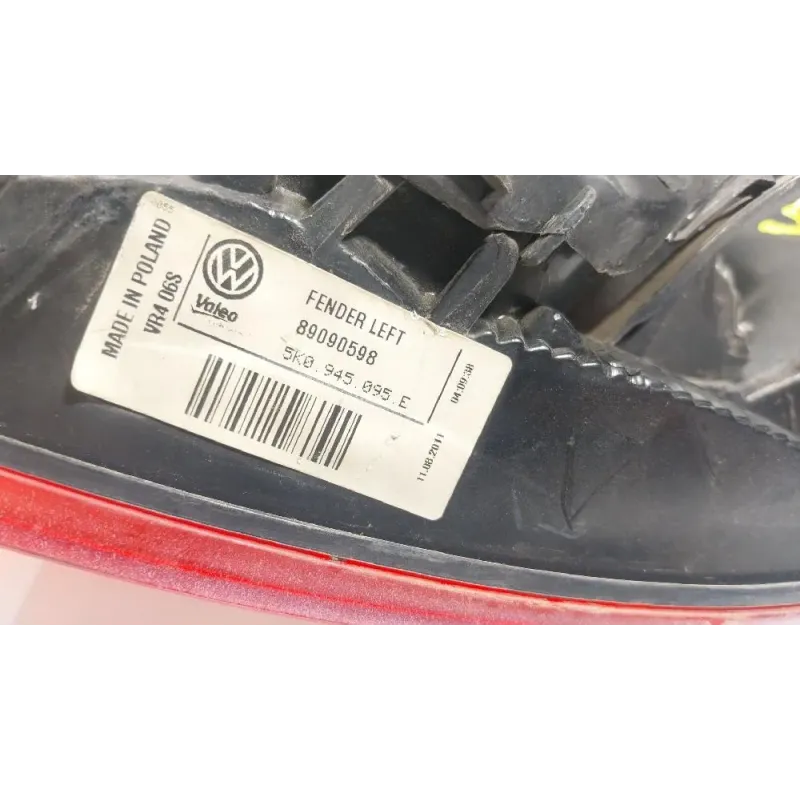 MADE IN POLAND
VR4 06S
Valeo
FENDER LEFT
89090598
5K0.945.095.E
11.08.2011
04:09:38